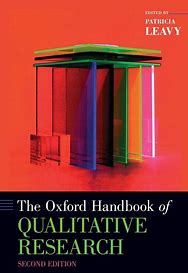 EDITED BY
PATRICIA
LEAVY
The Oxford Handbook of
QUALITATIVE
RESEARCH
SECOND EDITION